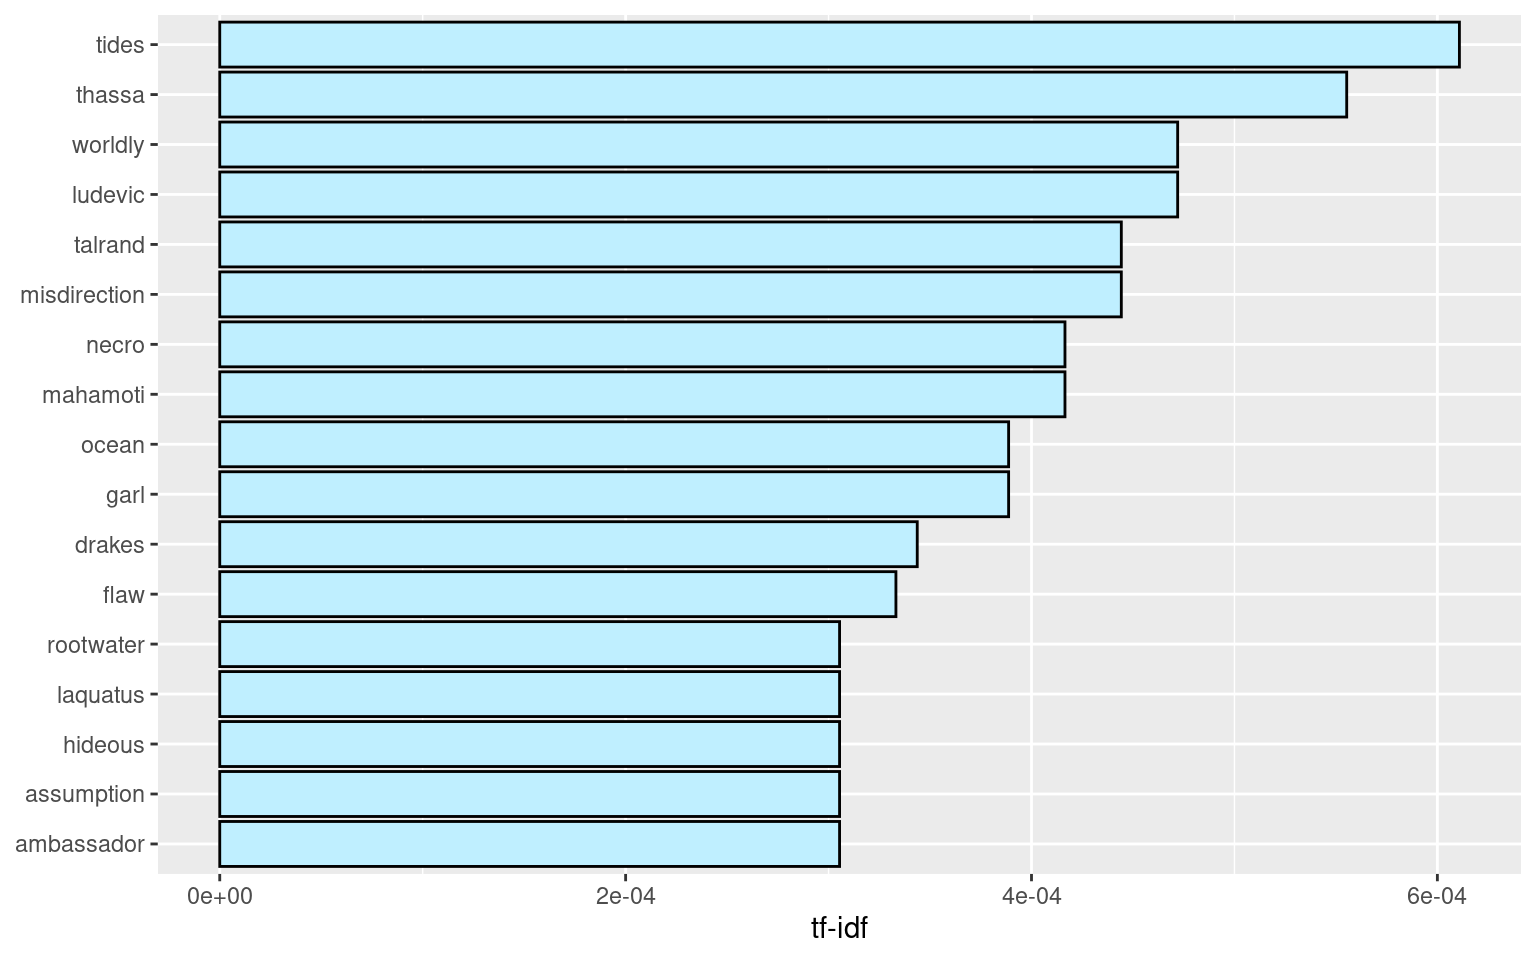 tides
thassa
worldly
ludevic
talrand
misdirection
necro
mahamoti
ocean
garl
drakes
flaw
rootwater
laquatus
hideous
assumption
ambassador
0e+00 2e-04 4e-04 6e-04
tf-idf